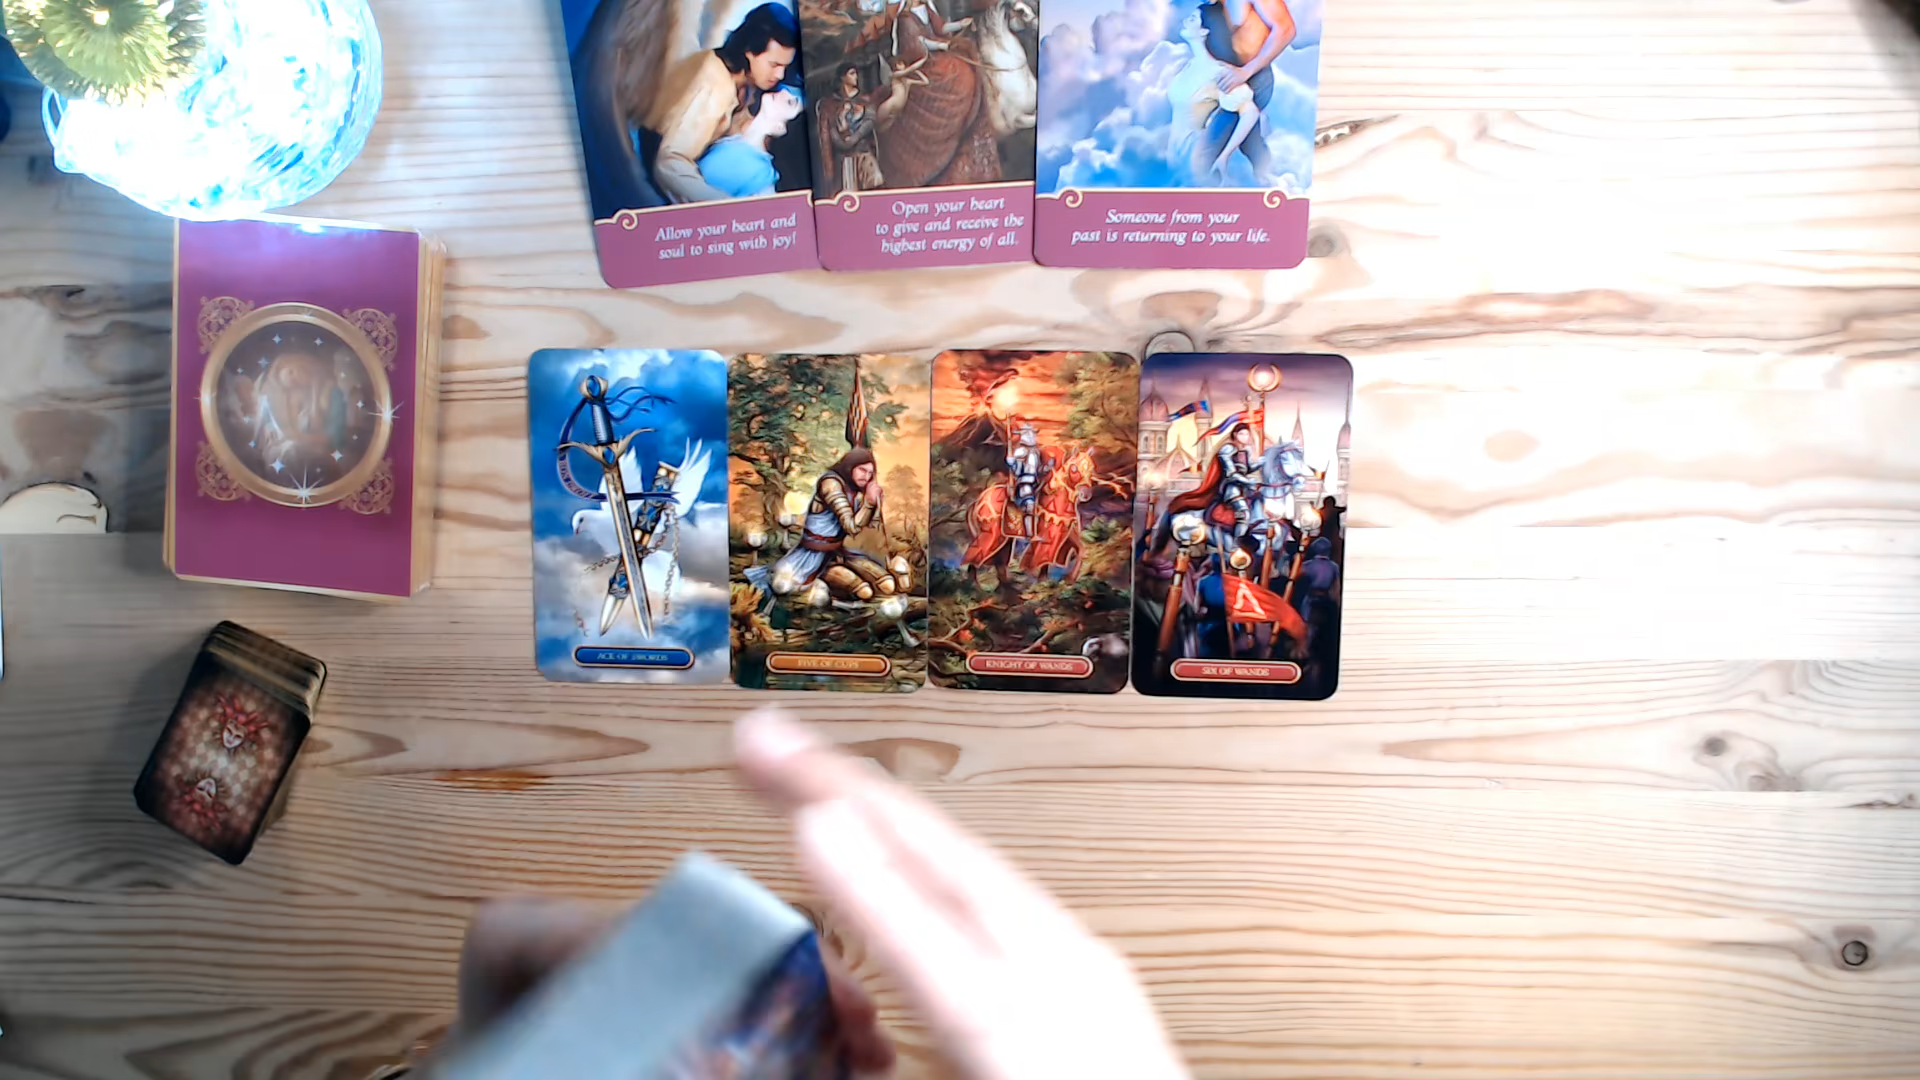 Allow your heart and
soul to sing with joy!
Open your heart
to give and receive the
highest energy of all.
Someone from your
past is returning to your life.
ACE OF SWORDS
FIVE OF CUPS
KNIGHT OF WANDS
SIX OF WANDS